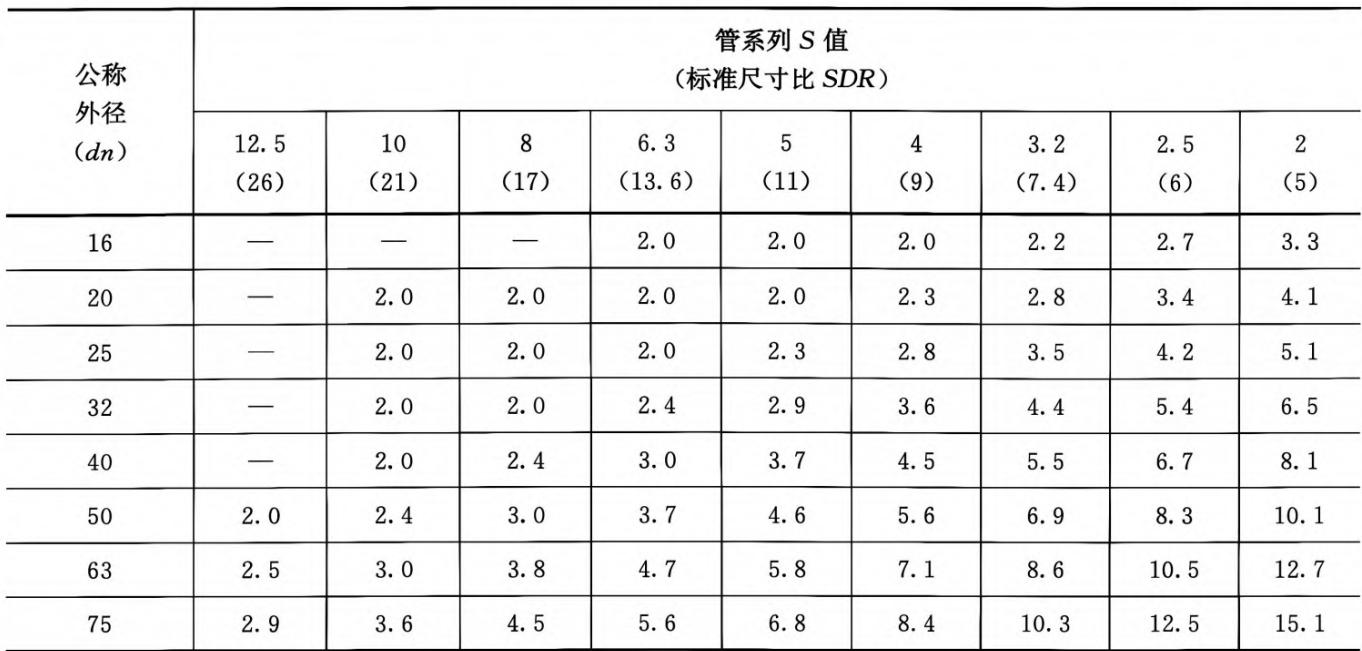 管系列 S 值
（标准尺寸比 SDR）
公称
外径
（dn）
12.5 10 8 6.3 5 4 3.2 2.5 2
（26） （21） （17） （13.6） （11） （9） （7.4） （6） （5）
16 — — — 2.0 2.0 2.0 2.2 2.7 3.3
20 — 2.0 2.0 2.0 2.0 2.3 2.8 3.4 4.1
25 — 2.0 2.0 2.0 2.3 2.8 3.5 4.2 5.1
32 — 2.0 2.0 2.4 2.9 3.6 4.4 5.4 6.5
40 — 2.0 2.4 3.0 3.7 4.5 5.5 6.7 8.1
50 2.0 2.4 3.0 3.7 4.6 5.6 6.9 8.3 10.1
63 2.5 3.0 3.8 4.7 5.8 7.1 8.6 10.5 12.7
75 2.9 3.6 4.5 5.6 6.8 8.4 10.3 12.5 15.1